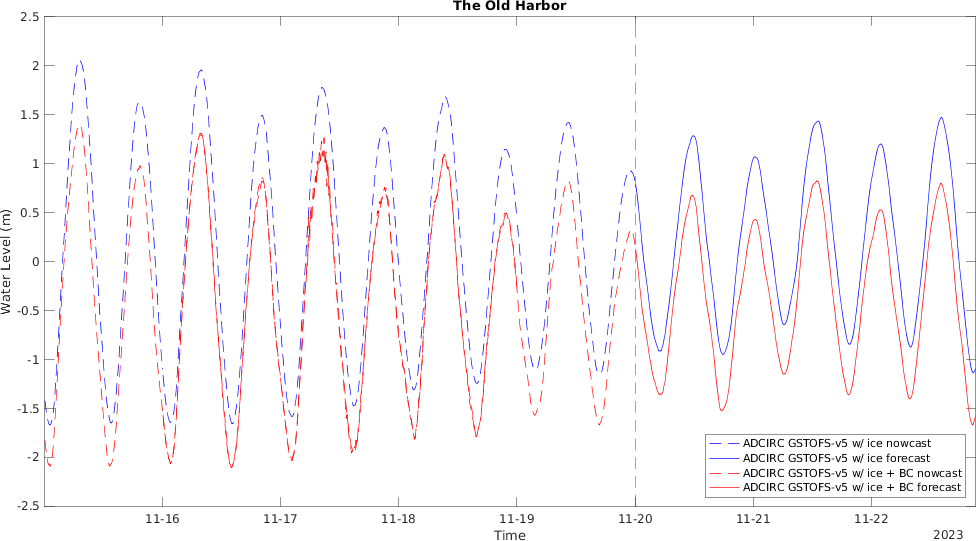 The Old Harbor
2.5
2
1.5
1
0.5
0
-0.5
-1
-1.5
-2
-2.5
Water Level (m)
ADCIRC GSTOFS-v5 w/ ice nowcast
ADCIRC GSTOFS-v5 w/ ice forecast
ADCIRC GSTOFS-v5 w/ ice + BC nowcast
ADCIRC GSTOFS-v5 w/ ice + BC forecast
11-16 11-17 11-18 11-19 11-20 11-21 11-22
Time
2023